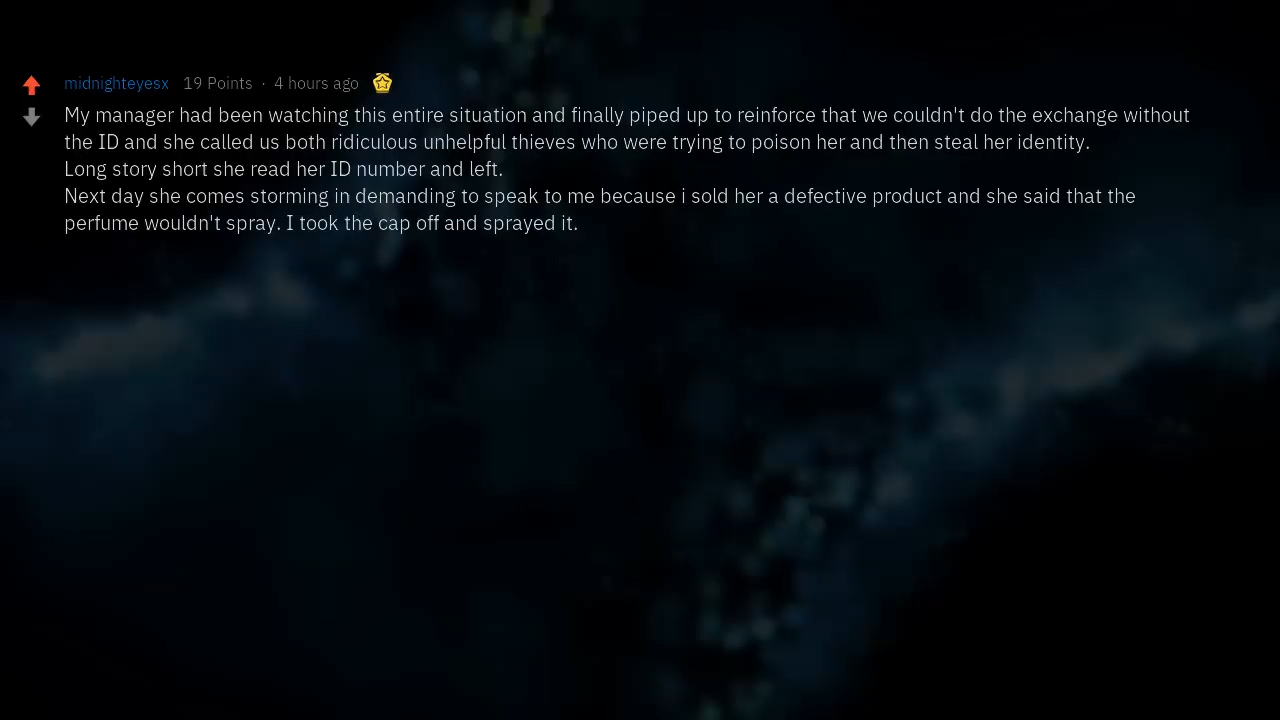 midnighteyesx 19 Points · 4 hours ago
My manager had been watching this entire situation and finally piped up to reinforce that we couldn't do the exchange without
the ID and she called us both ridiculous unhelpful thieves who were trying to poison her and then steal her identity.
Long story short she read her ID number and left.
Next day she comes storming in demanding to speak to me because i sold her a defective product and she said that the
perfume wouldn't spray. I took the cap off and sprayed it.